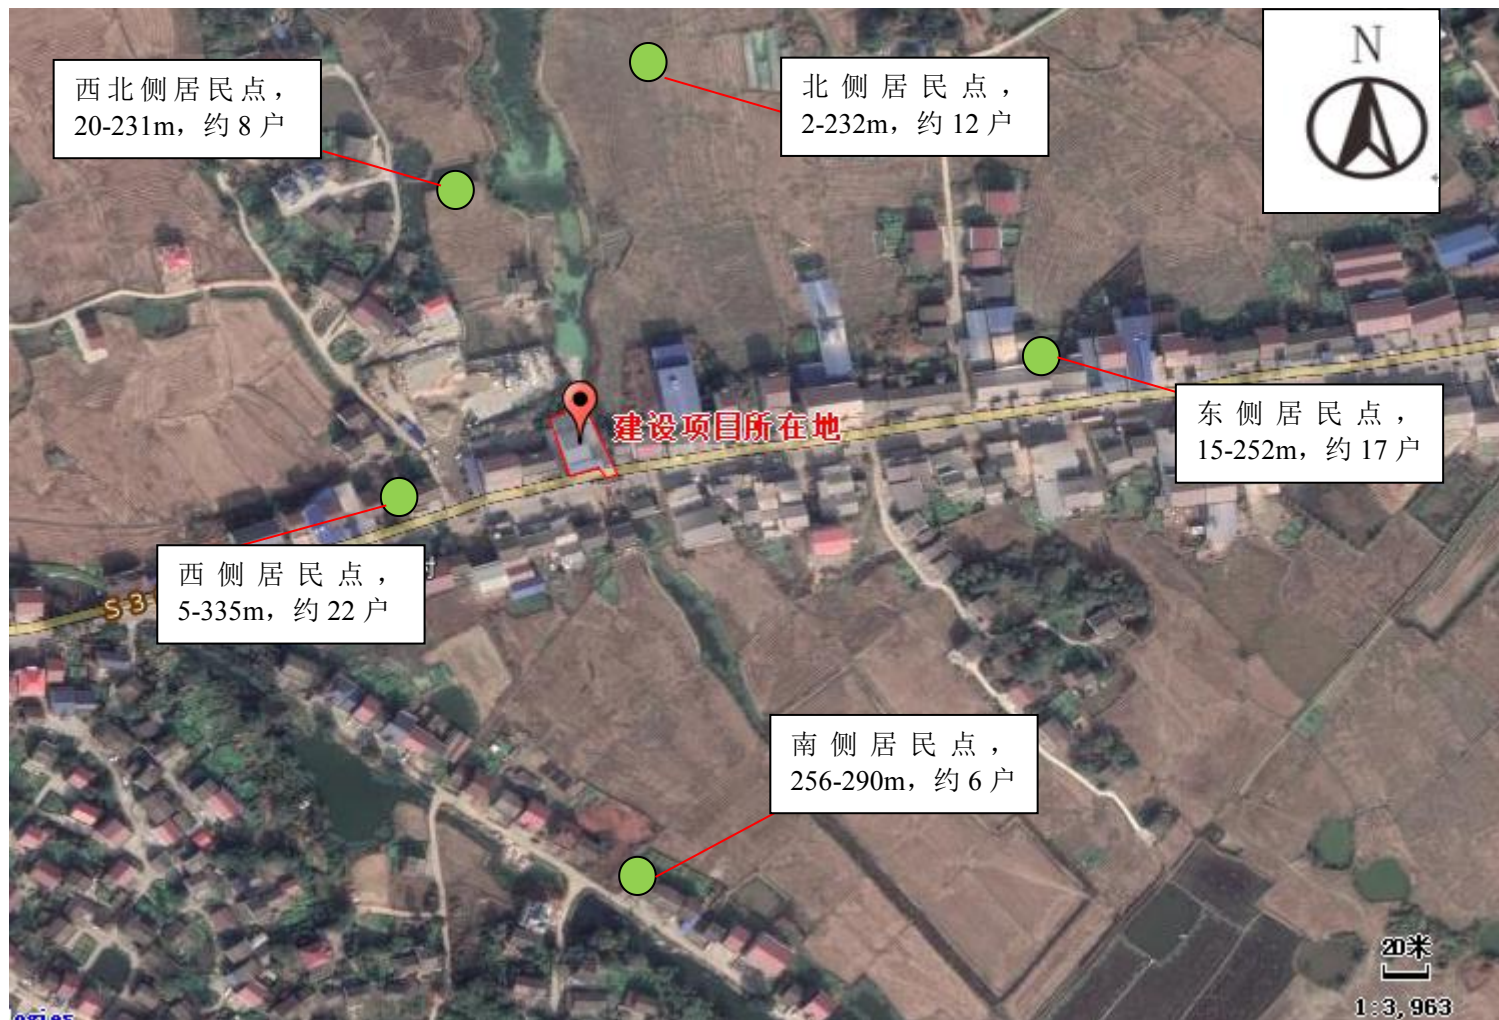 西北侧居民点，
20-231m，约 8 户
北侧居民点，
2-232m，约 12 户
N
建设项目所在地
东侧居民点，
15-252m，约 17 户
西侧居民点，
5-335m，约 22 户
S 3
南侧居民点，
256-290m，约 6 户
20米
1:3,963